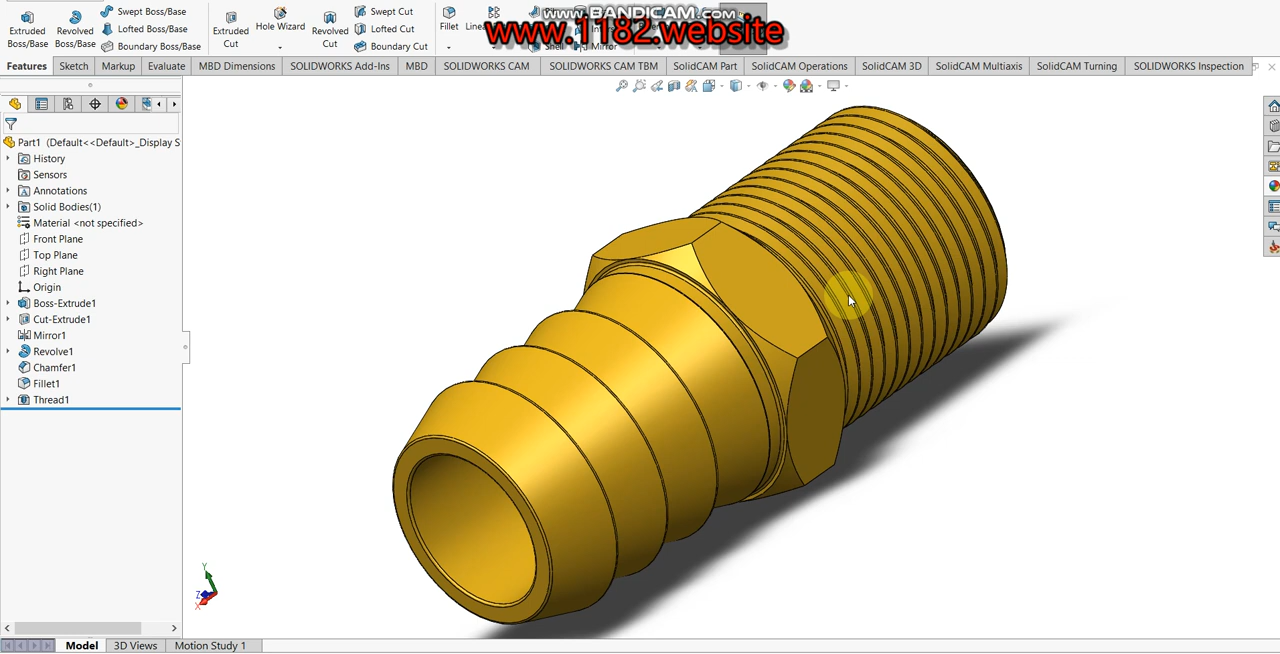 www.BANDICAM.com
www.1182.website
Extruded Boss/Base
Revolved Boss/Base
Swept Boss/Base
Lofted Boss/Base
Boundary Boss/Base
Extruded Cut
Hole Wizard
Revolved Cut
Swept Cut
Lofted Cut
Boundary Cut
Fillet
Shell
Mirror
Features
Sketch
Markup
Evaluate
MBD Dimensions
SOLIDWORKS Add-Ins
MBD
SOLIDWORKS CAM
SOLIDWORKS CAM TBM
SolidCAM Part
SolidCAM Operations
SolidCAM 3D
SolidCAM Multiaxis
SolidCAM Turning
SOLIDWORKS Inspection
Part1 (Default<<Default>_Display S
History
Sensors
Annotations
Solid Bodies(1)
Material <not specified>
Front Plane
Top Plane
Right Plane
Origin
Boss-Extrude1
Cut-Extrude1
Mirror1
Revolve1
Chamfer1
Fillet1
Thread1
Y
Z
X
Model
3D Views
Motion Study 1